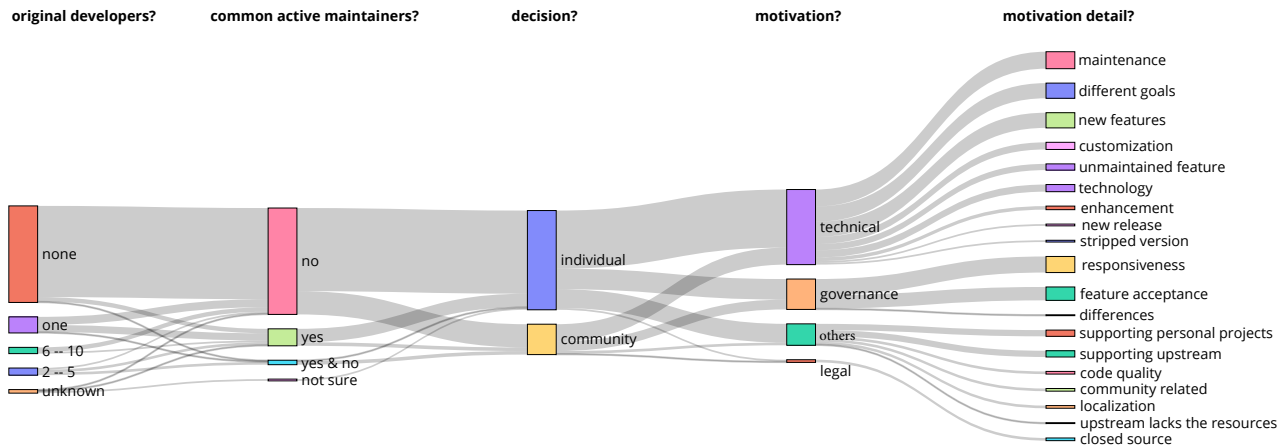 original developers?
common active maintainers?
decision?
motivation?
motivation detail?
none
one
6 -- 10
2 -- 5
unknown
no
yes
yes & no
not sure
individual
community
technical
governance
others
legal
maintenance
different goals
new features
customization
unmaintained feature
technology
enhancement
new release
stripped version
responsiveness
feature acceptance
differences
supporting personal projects
supporting upstream
code quality
community related
localization
upstream lacks the resources
closed source